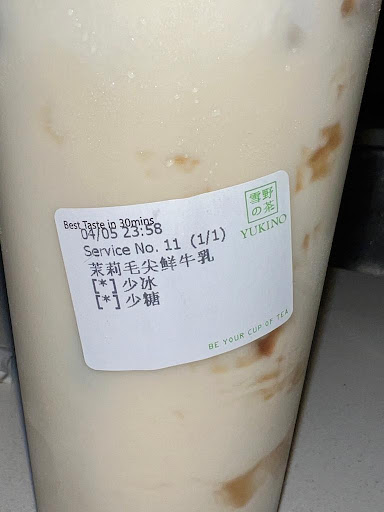 雪野
の茶
YUKINO
Best Taste in 30mins
04/05 23:58
Service No. 11 (1/1)
茉莉毛尖鲜牛乳
[*]少冰
[*]少糖
BE YOUR CUP OF TEA